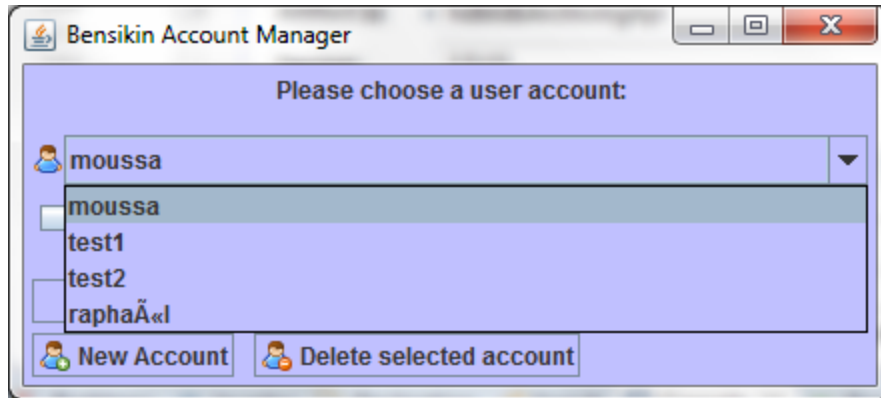 Bensikin Account Manager
Please choose a user account:
moussa
moussa
test1
test2
raphaÃ«l
New Account
Delete selected account